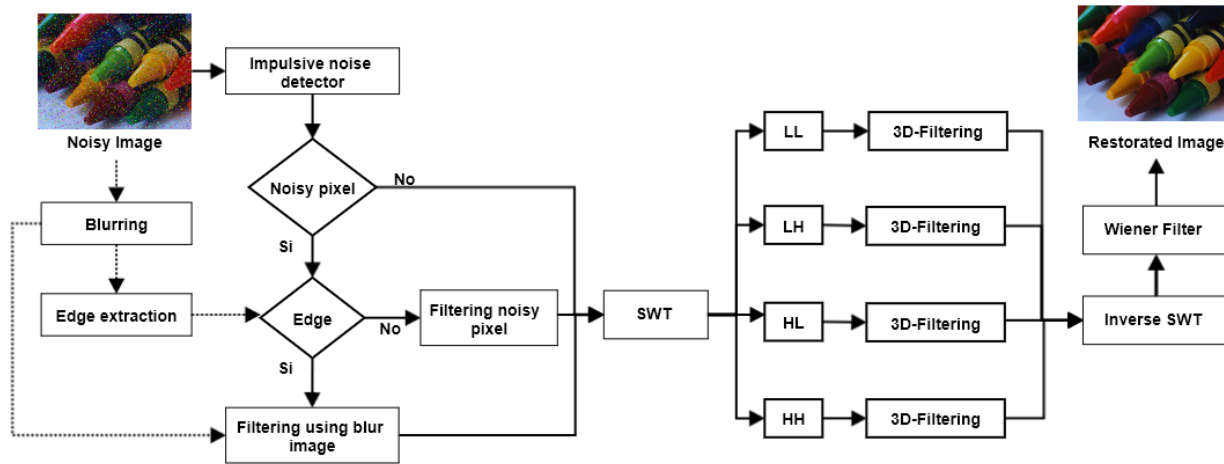 Noisy Image
Impulsive noise
detector
Noisy pixel
No
Si
Blurring
Edge extraction
Edge
No
Si
Filtering noisy
pixel
Filtering using blur
image
SWT
LL
3D-Filtering
LH
3D-Filtering
HL
3D-Filtering
HH
3D-Filtering
Inverse SWT
Wiener Filter
Restorated Image